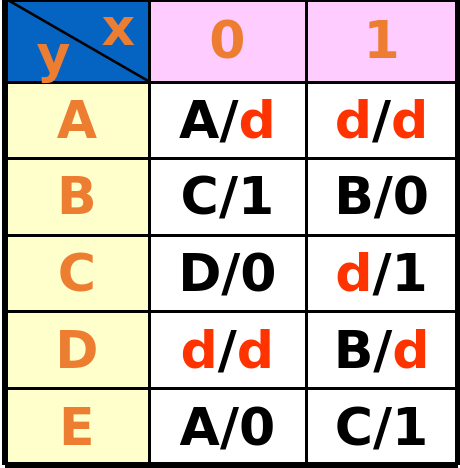 y x 0 1
A A/d d/d
B C/1 B/0
C D/0 d/1
D d/d B/d
E A/0 C/1